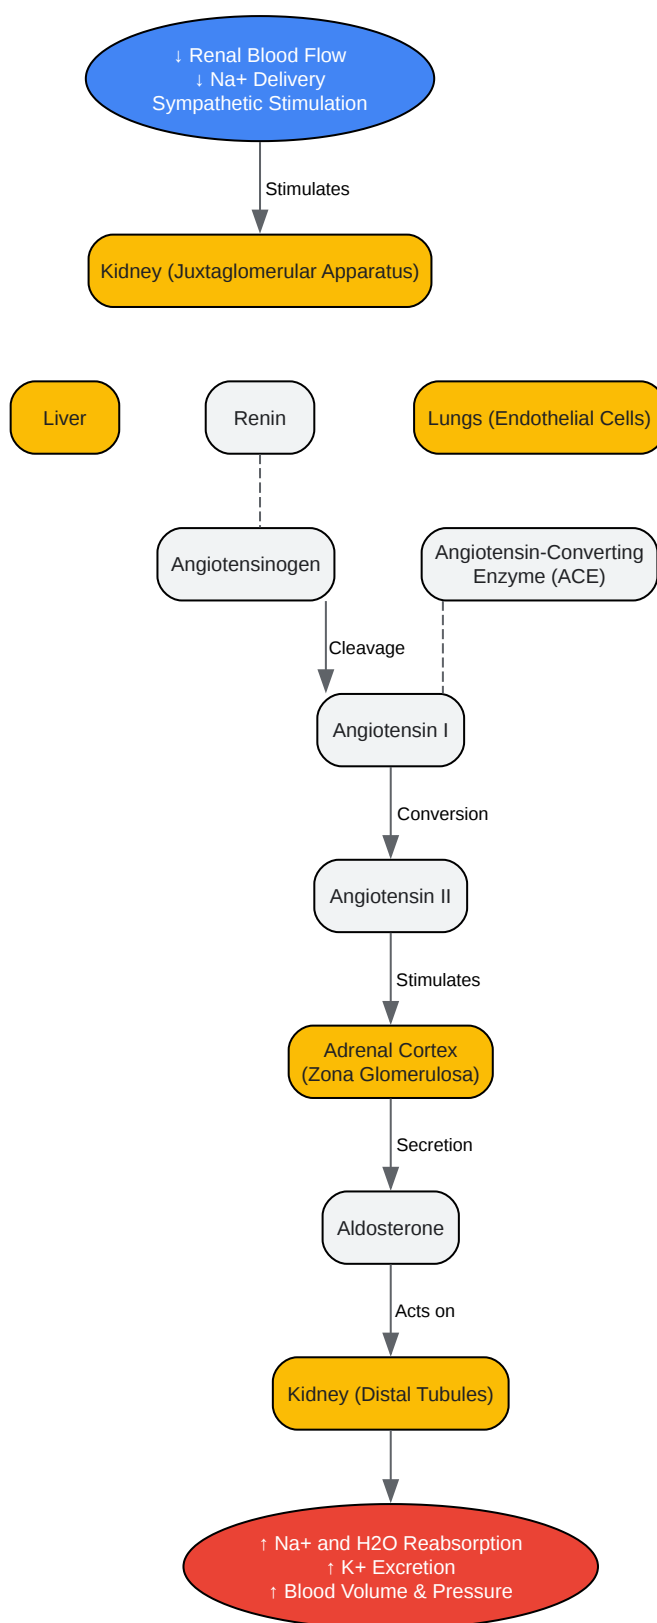 ↓ Renal Blood Flow
↓ Na+ Delivery
Sympathetic Stimulation
Stimulates
Kidney (Juxtaglomerular Apparatus)
Liver
Renin
Lungs (Endothelial Cells)
Angiotensinogen
Angiotensin-Converting
Enzyme (ACE)
Cleavage
Angiotensin I
Conversion
Angiotensin II
Stimulates
Adrenal Cortex
(Zona Glomerulosa)
Secretion
Aldosterone
Acts on
Kidney (Distal Tubules)
↑ Na+ and H2O Reabsorption
↑ K+ Excretion
↑ Blood Volume & Pressure